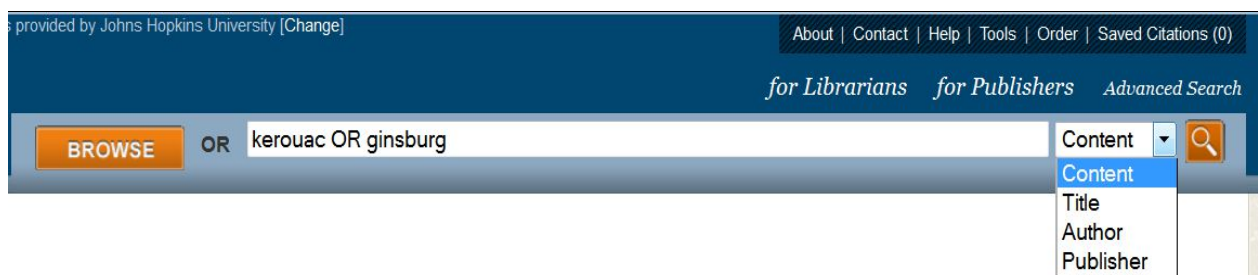 provided by Johns Hopkins University [Change]
About | Contact | Help | Tools | Order | Saved Citations (0)
for Librarians for Publishers Advanced Search
BROWSE OR kerouac OR ginsburg Content
Content
Title
Author
Publisher